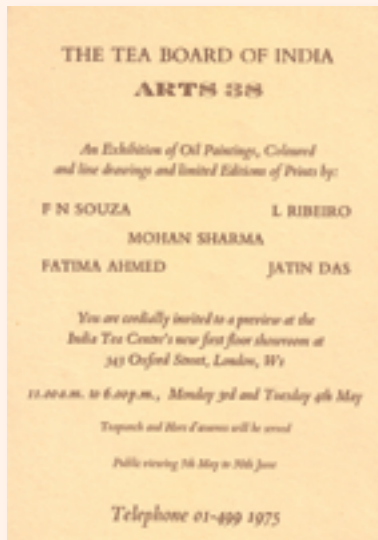 THE TEA BOARD OF INDIA
ARTS 38
An Exhibition of Oil Paintings, Coloured
and line drawings and limited Editions of Prints by:
F N SOUZA L RIBEIRO
MOHAN SHARMA
FATIMA AHMED JATIN DAS
You are cordially invited to a preview at the
India Tea Centre's new first floor showroom at
343 Oxford Street, London, W1
11.00a.m. to 6.00p.m., Monday 3rd and Tuesday 4th May
Teapunch and Hors d'œuvres will be served
Public viewing 5th May to 30th June
Telephone 01-499 1975